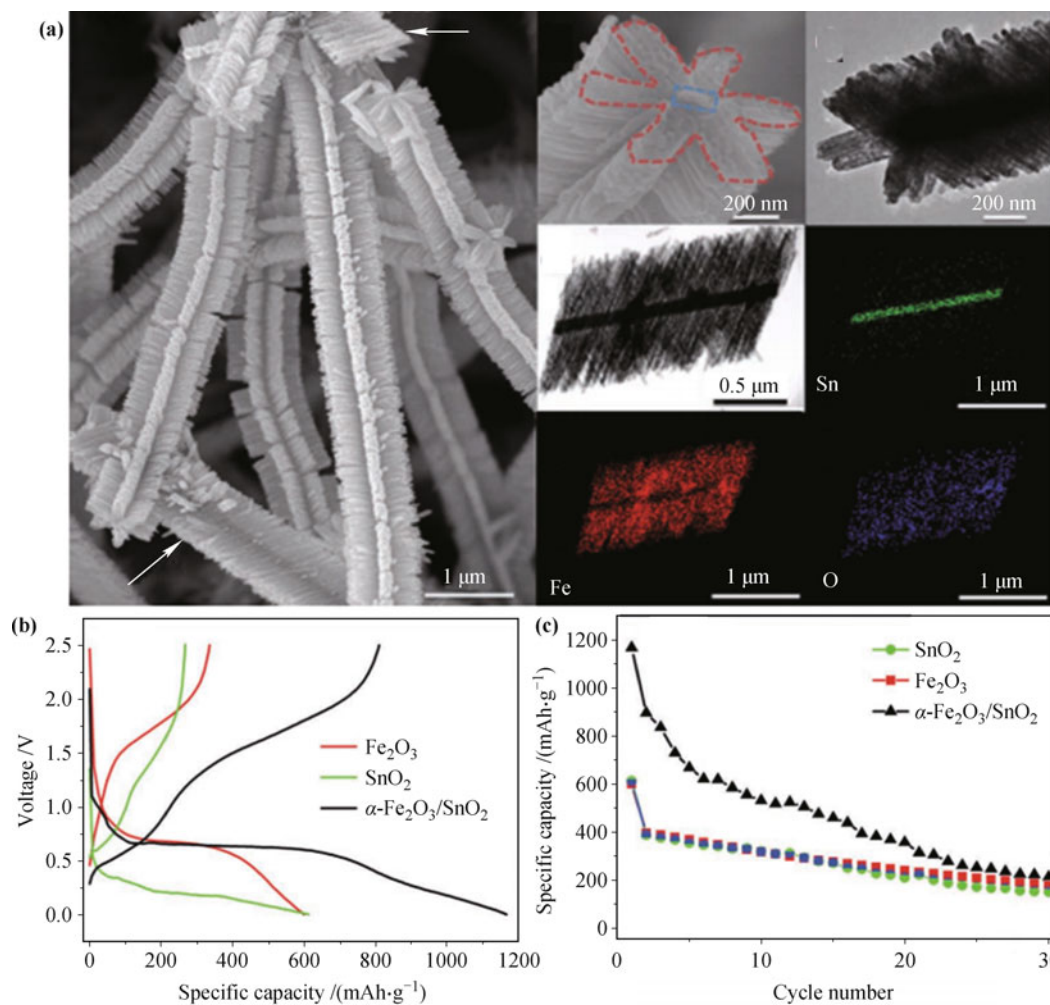 (a)
200 nm
200 nm
0.5 μm
Sn
1 μm
1 μm
Fe
1 μm
O
1 μm
(b)
2.5
2.0
1.5
1.0
0.5
0.0
Voltage /V
Fe₂O₃
SnO₂
α-Fe₂O₃/SnO₂
0
200
400
600
800
1000
1200
Specific capacity /(mAh·g⁻¹)
(c)
1200
1000
800
600
400
200
0
Specific capacity /(mAh·g⁻¹)
SnO₂
Fe₂O₃
α-Fe₂O₃/SnO₂
0
10
20
30
Cycle number